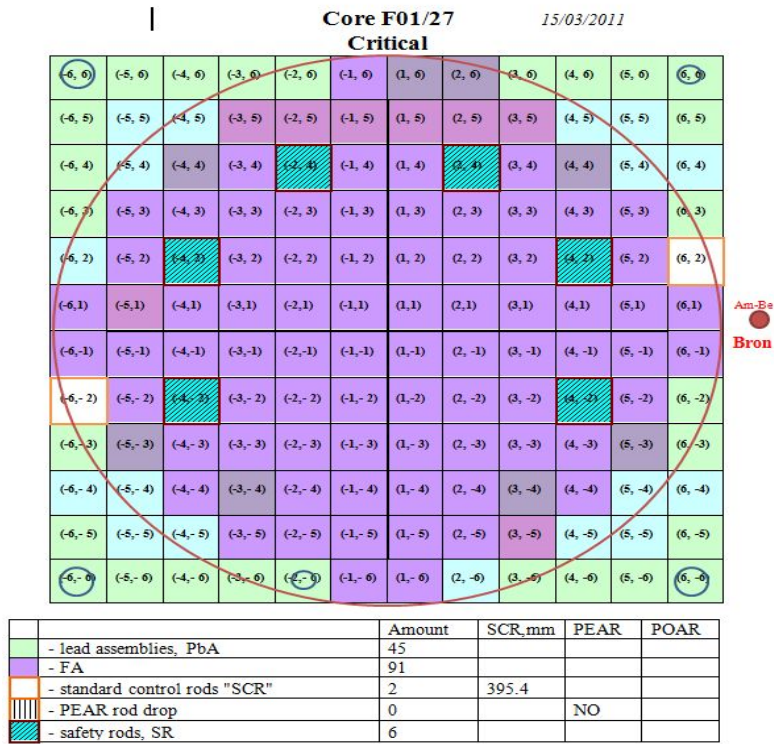 Core F01/27 15/03/2011
Critical
(-6, 6) (-5, 6) (-4, 6) (-3, 6) (-2, 6) (-1, 6) (1, 6) (2, 6) (3, 6) (4, 6) (5, 6) (6, 6)
(-6, 5) (-5, 5) (-4, 5) (-3, 5) (-2, 5) (-1, 5) (1, 5) (2, 5) (3, 5) (4, 5) (5, 5) (6, 5)
(-6, 4) (-5, 4) (-4, 4) (-3, 4) (-2, 4) (-1, 4) (1, 4) (2, 4) (3, 4) (4, 4) (5, 4) (6, 4)
(-6, 3) (-5, 3) (-4, 3) (-3, 3) (-2, 3) (-1, 3) (1, 3) (2, 3) (3, 3) (4, 3) (5, 3) (6, 3)
(-6, 2) (-5, 2) (-4, 2) (-3, 2) (-2, 2) (-1, 2) (1, 2) (2, 2) (3, 2) (4, 2) (5, 2) (6, 2)
(-6,1) (-5,1) (-4,1) (-3,1) (-2,1) (-1,1) (1,1) (2,1) (3,1) (4,1) (5,1) (6,1) Am-Be
(-6,-1) (-5,-1) (-4,-1) (-3,-1) (-2,-1) (-1,-1) (1,-1) (2, -1) (3, -1) (4, -1) (5, -1) (6, -1) Bron
(-6,- 2) (-5,- 2) (-4,- 2) (-3,- 2) (-2,- 2) (-1,- 2) (1,-2) (2, -2) (3, -2) (4, -2) (5, -2) (6, -2)
(-6,- 3) (-5,- 3) (-4,- 3) (-3,- 3) (-2,- 3) (-1,- 3) (1,- 3) (2, -3) (3, -3) (4, -3) (5, -3) (6, -3)
(-6,- 4) (-5,- 4) (-4,- 4) (-3,- 4) (-2,- 4) (-1,- 4) (1,- 4) (2, -4) (3, -4) (4, -4) (5, -4) (6, -4)
(-6,- 5) (-5,- 5) (-4,- 5) (-3,- 5) (-2,- 5) (-1,- 5) (1,- 5) (2, -5) (3, -5) (4, -5) (5, -5) (6, -5)
(-6,- 6) (-5,- 6) (-4,- 6) (-3,- 6) (-2,- 6) (-1,- 6) (1,- 6) (2, -6) (3, -6) (4, -6) (5, -6) (6, -6)
Amount SCR,mm PEAR POAR
- lead assemblies, PbA 45
- FA 91
- standard control rods "SCR" 2 395.4
- PEAR rod drop 0 NO
- safety rods, SR 6